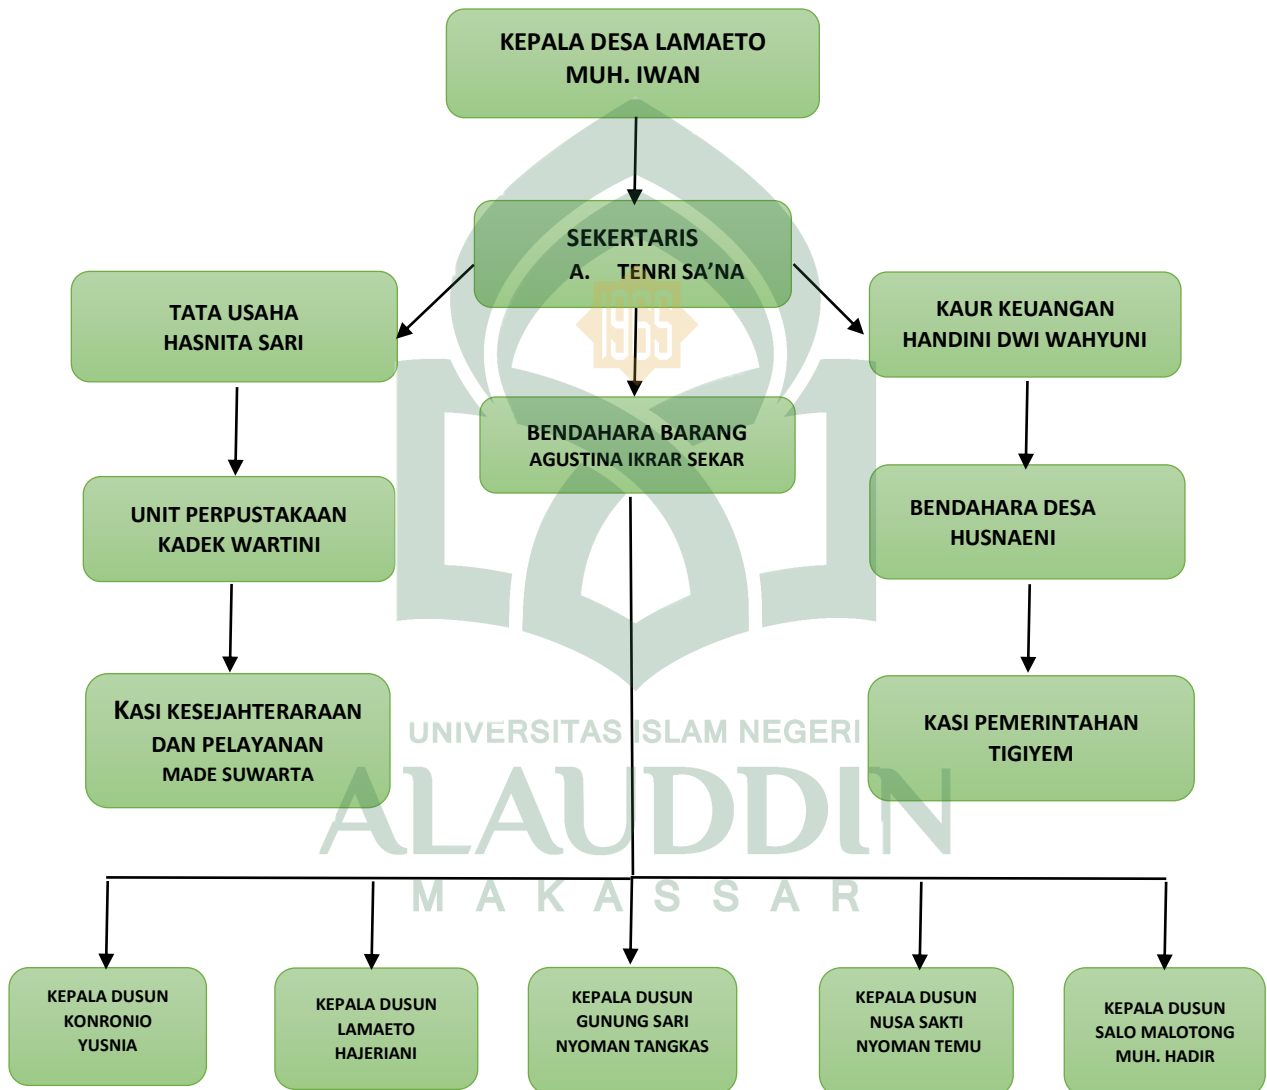 KEPALA DESA LAMAETO
MUH. IWAN
SEKERTARIS
A. TENRI SA’NA
TATA USAHA
HASNITA SARI
KAUR KEUANGAN
HANDINI DWI WAHYUNI
1965
BENDAHARA BARANG
AGUSTINA IKRAR SEKAR
UNIT PERPUSTAKAAN
KADEK WARTINI
BENDAHARA DESA
HUSNAENI
KASI KESEJAHTERARAAN
DAN PELAYANAN
MADE SUWARTA
KASI PEMERINTAHAN
TIGIYEM
UNIVERSITAS ISLAM NEGERI
ALAUDDIN
MAKASSAR
KEPALA DUSUN
KONRONIO
YUSNIA
KEPALA DUSUN
LAMAETO
HAJERIANI
KEPALA DUSUN
GUNUNG SARI
NYOMAN TANGKAS
KEPALA DUSUN
NUSA SAKTI
NYOMAN TEMU
KEPALA DUSUN
SALO MALOTONG
MUH. HADIR